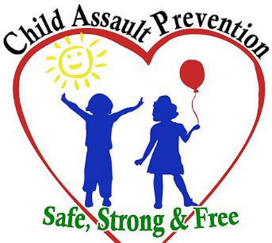 Child Assault Prevention
Safe, Strong & Free